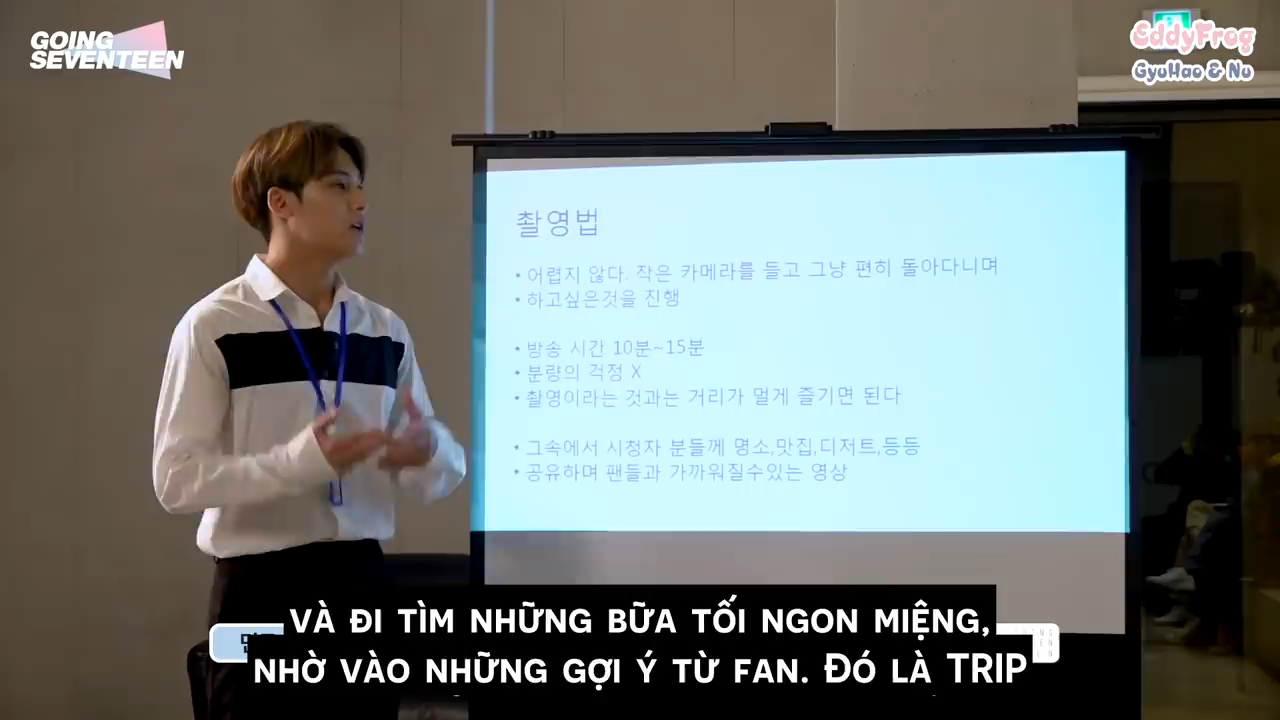 GOING
SEVENTEEN
EddyFrog
GyuHao & Nu
촬영법
• 어렵지 않다. 작은 카메라를 들고 그냥 편히 돌아다니며
• 하고싶은것을 진행
• 방송 시간 10분~15분
• 분량의 걱정 X
• 촬영이라는 것과는 거리가 멀게 즐기면 된다
• 그속에서 시청자 분들께 명소,맛집,디저트,등등
• 공유하며 팬들과 가까워질수있는 영상
VÀ ĐI TÌM NHỮNG BỮA TỐI NGON MIỆNG,
NHỜ VÀO NHỮNG GỢI Ý TỪ FAN. ĐÓ LÀ TRIP